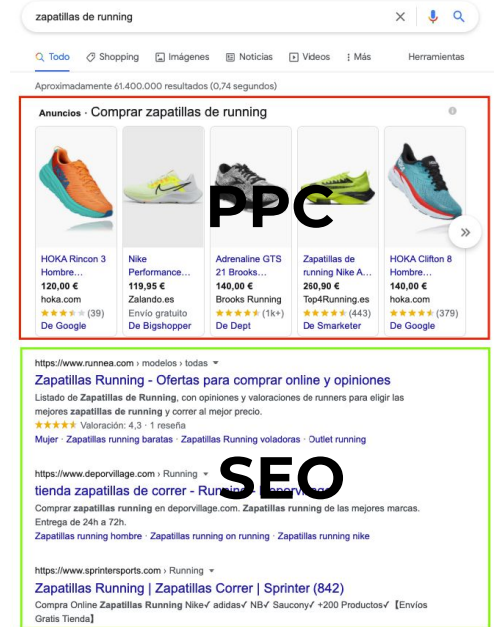 zapatillas de running
Todo Shopping Imágenes Noticias Videos Más Herramientas
Aproximadamente 61.400.000 resultados (0,74 segundos)
Anuncios · Comprar zapatillas de running
PPC
HOKA Rincon 3 Hombre...
120,00 €
hoka.com
(39)
De Google
Nike Performance...
119,95 €
Zalando.es
Envío gratuito
De Bigshopper
Adrenaline GTS 21 Brooks...
140,00 €
Brooks Running
(1k+)
De Dept
Zapatillas de running Nike A...
260,90 €
Top4Running.es
(443)
De Smarketer
HOKA Clifton 8 Hombre...
140,00 €
hoka.com
(379)
De Google
https://www.runnea.com › modelos › todas
Zapatillas Running - Ofertas para comprar online y opiniones
Listado de Zapatillas de Running, con opiniones y valoraciones de runners para eligir las
mejores zapatillas de running y correr al mejor precio.
Valoración: 4,3 · 1 reseña
Mujer · Zapatillas running baratas · Zapatillas Running voladoras · Outlet running
https://www.deporvillage.com › Running
SEO
tienda zapatillas de correr - Running - Deporvillage
Comprar zapatillas running en deporvillage.com. Zapatillas running de las mejores marcas.
Entrega de 24h a 72h.
Zapatillas running hombre · Zapatillas running on running · Zapatillas running nike
https://www.sprintersports.com › Running
Zapatillas Running | Zapatillas Correr | Sprinter (842)
Compra Online Zapatillas Running Nike✓ adidas✓ NB✓ Saucony✓ +200 Productos✓【Envíos
Gratis Tienda】